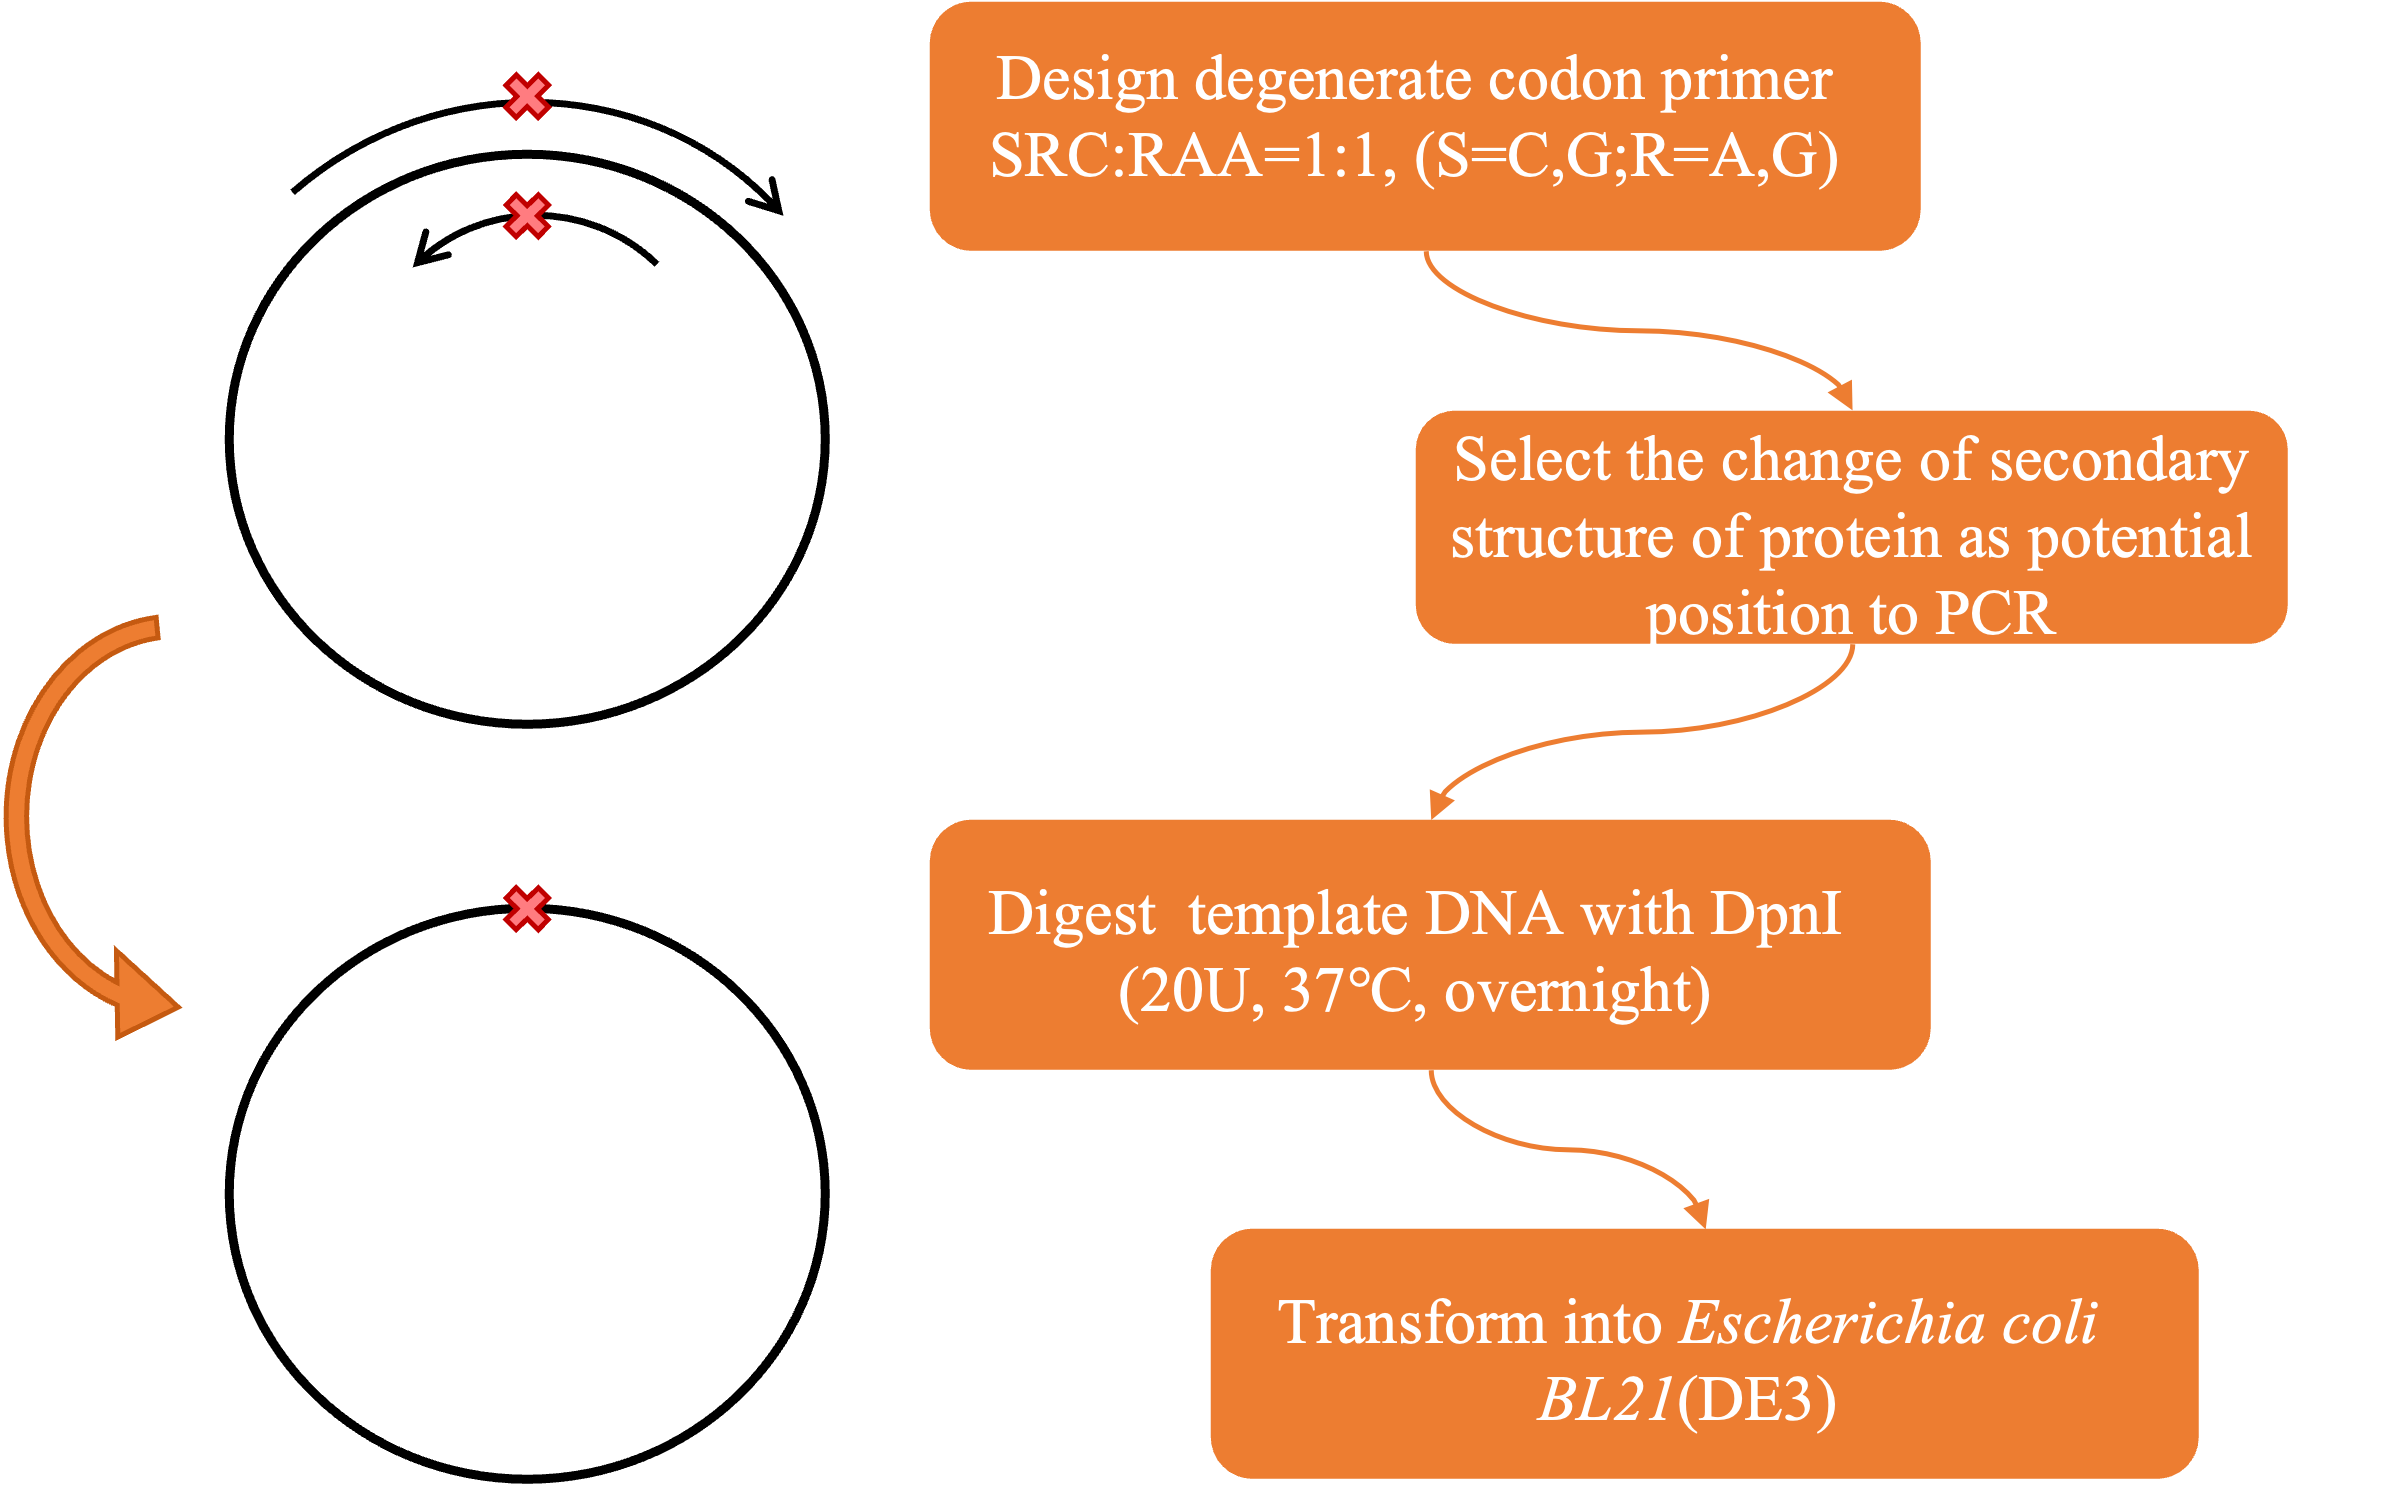 Design degenerate codon primer
SRC:RAA=1:1, (S=C,G;R=A,G)
Select the change of secondary
structure of protein as potential
position to PCR
Digest template DNA with DpnI
(20U, 37°C, overnight)
Transform into Escherichia coli
BL21(DE3)